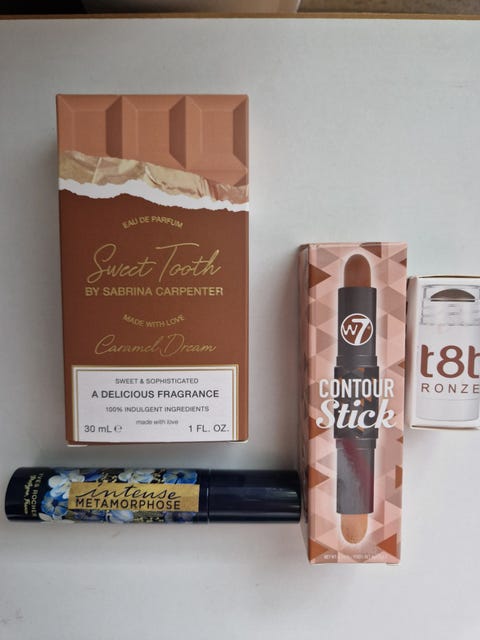 EAU DE PARFUM
Sweet Tooth
BY SABRINA CARPENTER
MADE WITH LOVE
Caramel Dream
SWEET & SOPHISTICATED
A DELICIOUS FRAGRANCE
100% INDULGENT INGREDIENTS
made with love
30 mL e 1 FL. OZ.
W7
CONTOUR
Stick
t8t
RONZE
YVES ROCHER
intense
METAMORPHOSE